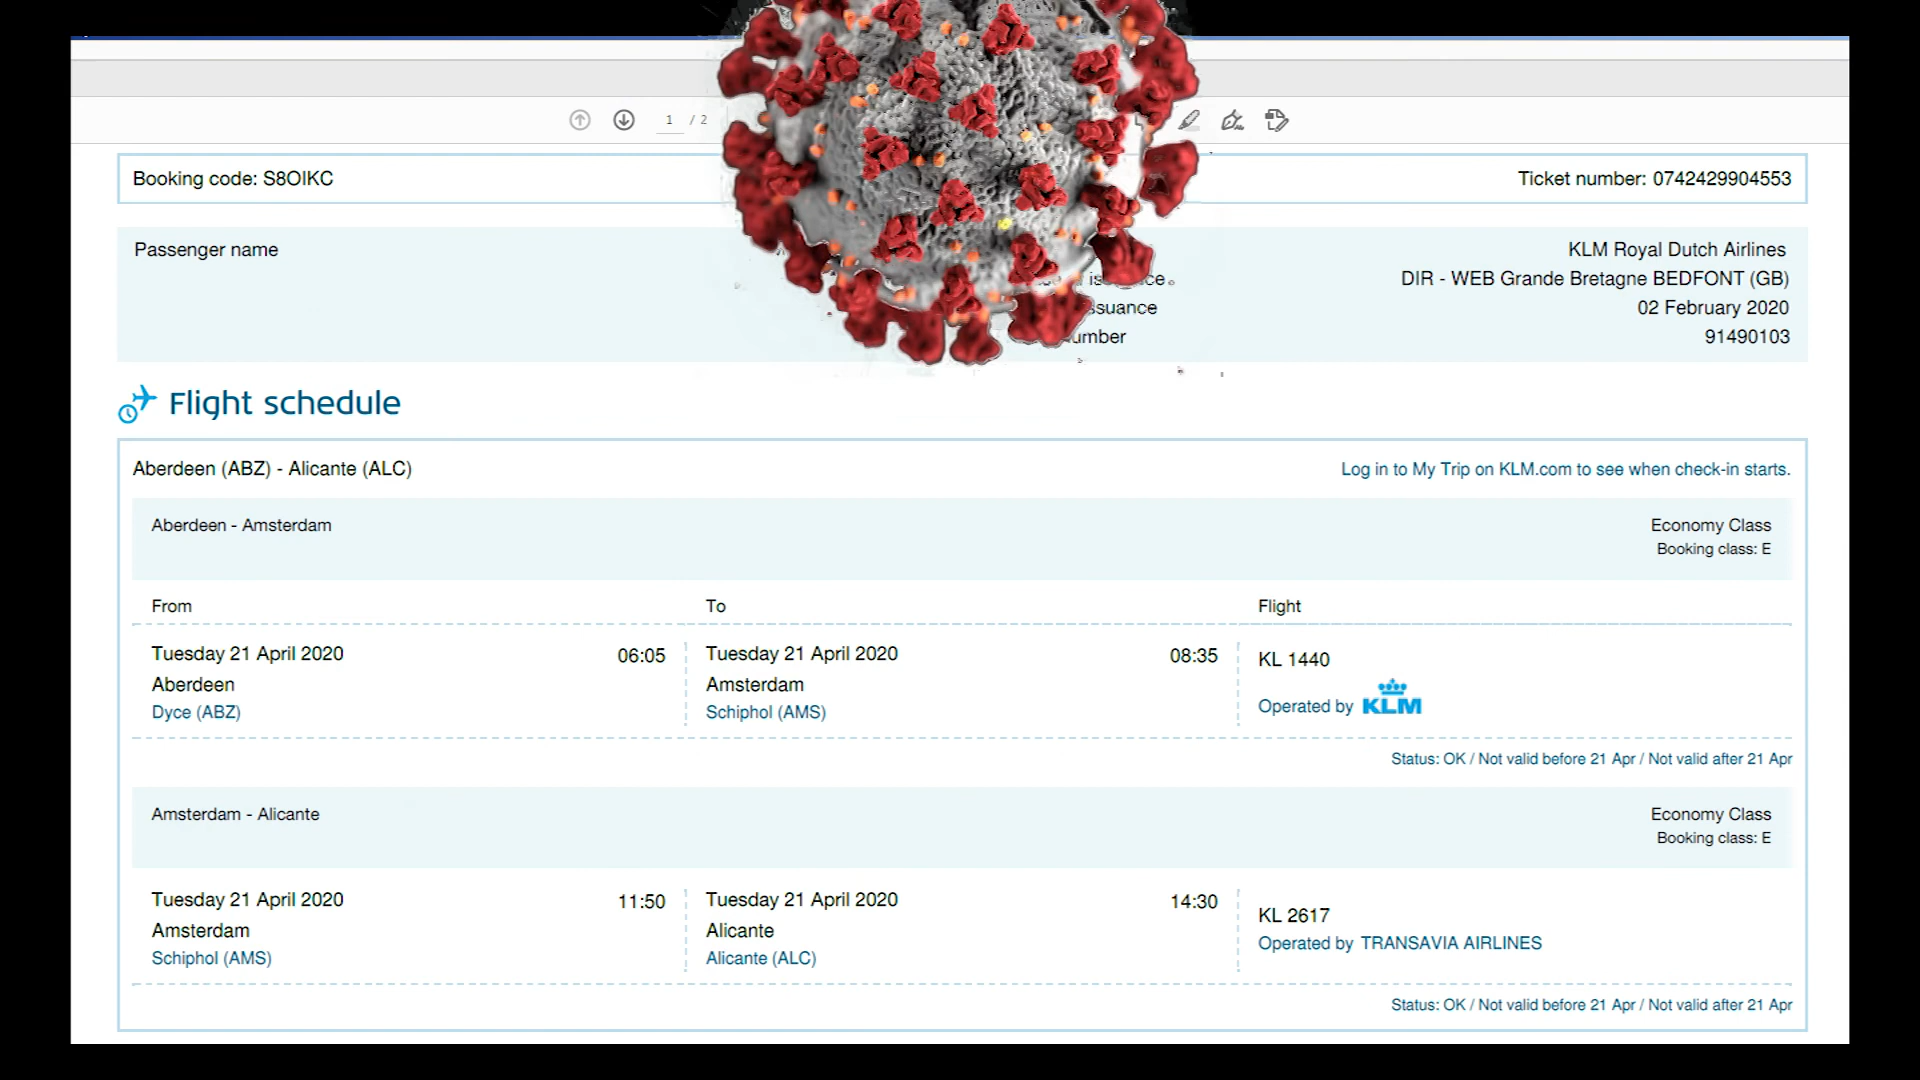 1 / 2
Booking code: S8OIKC
Ticket number: 0742429904553
Passenger name
KLM Royal Dutch Airlines
DIR - WEB Grande Bretagne BEDFONT (GB)
02 February 2020
91490103
Flight schedule
Aberdeen (ABZ) - Alicante (ALC)
Log in to My Trip on KLM.com to see when check-in starts.
Aberdeen - Amsterdam
Economy Class
Booking class: E
From To Flight
Tuesday 21 April 2020 06:05 Tuesday 21 April 2020 08:35 KL 1440
Aberdeen Amsterdam
Dyce (ABZ) Schiphol (AMS) Operated by KLM
Status: OK / Not valid before 21 Apr / Not valid after 21 Apr
Amsterdam - Alicante
Economy Class
Booking class: E
Tuesday 21 April 2020 11:50 Tuesday 21 April 2020 14:30 KL 2617
Amsterdam Alicante Operated by TRANSAVIA AIRLINES
Schiphol (AMS) Alicante (ALC)
Status: OK / Not valid before 21 Apr / Not valid after 21 Apr